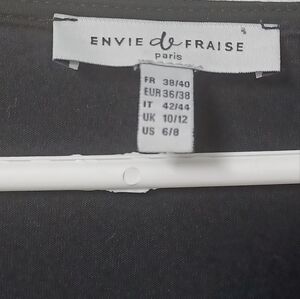 ENVIE de FRAISE
paris
FR 38/40
EUR 36/38
IT 42/44
UK 10/12
US 6/8